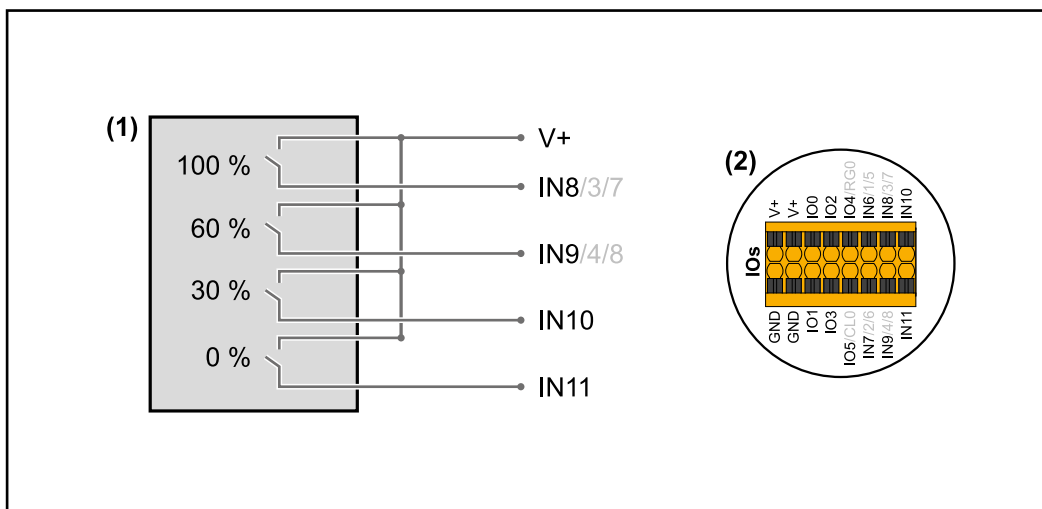 (1)
100 %
60 %
30 %
0 %
V+
IN8/3/7
IN9/4/8
IN10
IN11
(2)
V+
V+
IO0
IO2
IO4/RG0
IN6/1/5
IN8/3/7
IN10
IOs
GND
GND
IO1
IO3
IO5/CL0
IN7/2/6
IN9/4/8
IN11